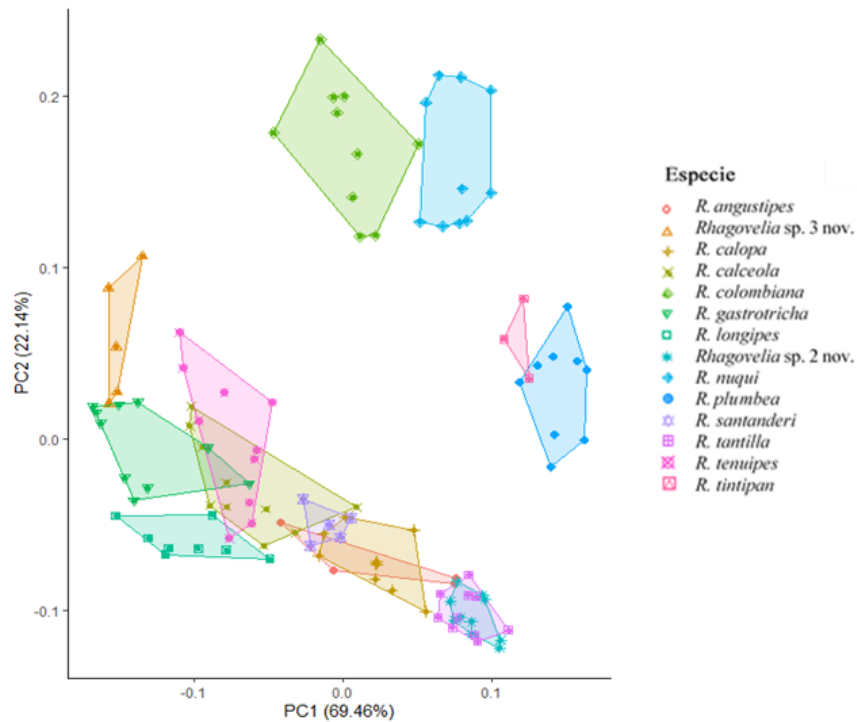 0.2
0.1
0.0
-0.1
PC2 (22.14%)
-0.1
0.0
0.1
PC1 (69.46%)
Especie
R. angustipes
Rhagovelia sp. 3 nov.
R. calopa
R. calceola
R. colombiana
R. gastrotricha
R. longipes
Rhagovelia sp. 2 nov.
R. nuqui
R. plumbea
R. santanderi
R. tantilla
R. tenuipes
R. tintipan